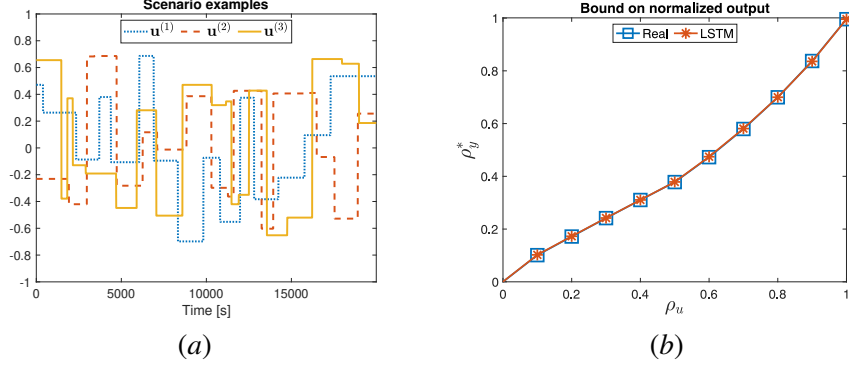 Scenario examples
u(1) u(2) u(3)
1
0.8
0.6
0.4
0.2
0
-0.2
-0.4
-0.6
-0.8
-1
0 5000 10000 15000
Time [s]
(a)
Bound on normalized output
Real LSTM
1
0.8
0.6
0.4
0.2
0
ρ*y
0 0.2 0.4 0.6 0.8 1
ρu
(b)